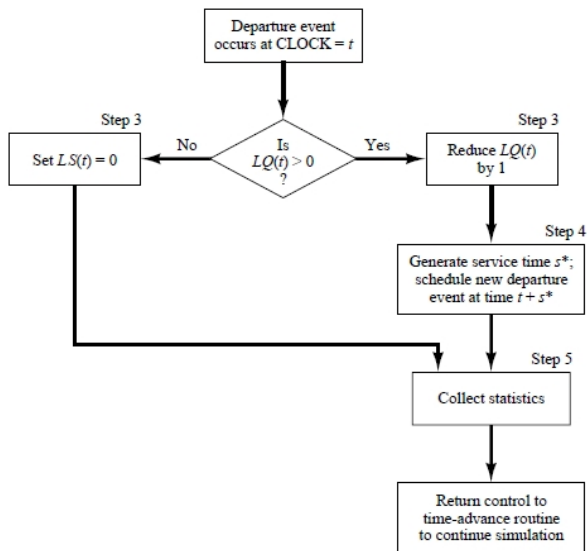 Departure event
occurs at CLOCK = t
Step 3
Set LS(t) = 0
No
Is
LQ(t) > 0
?
Yes
Step 3
Reduce LQ(t)
by 1
Step 4
Generate service time s*;
schedule new departure
event at time t + s*
Step 5
Collect statistics
Return control to
time-advance routine
to continue simulation